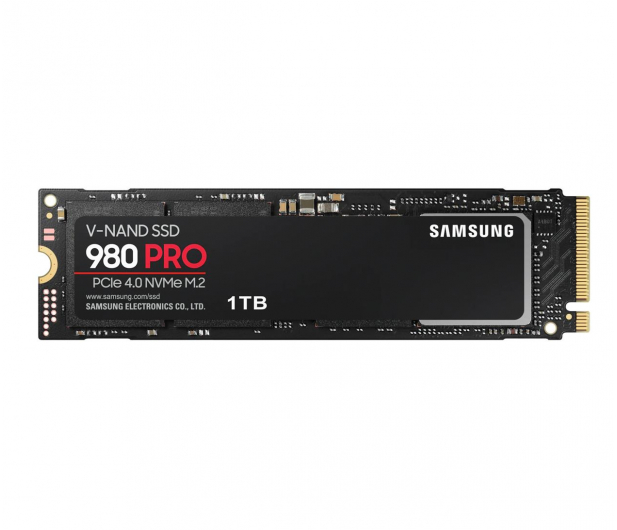 V-NAND SSD
980 PRO
PCIe 4.0 NVMe M.2
www.samsung.com/ssd
SAMSUNG ELECTRONICS CO., LTD.
1TB
SAMSUNG